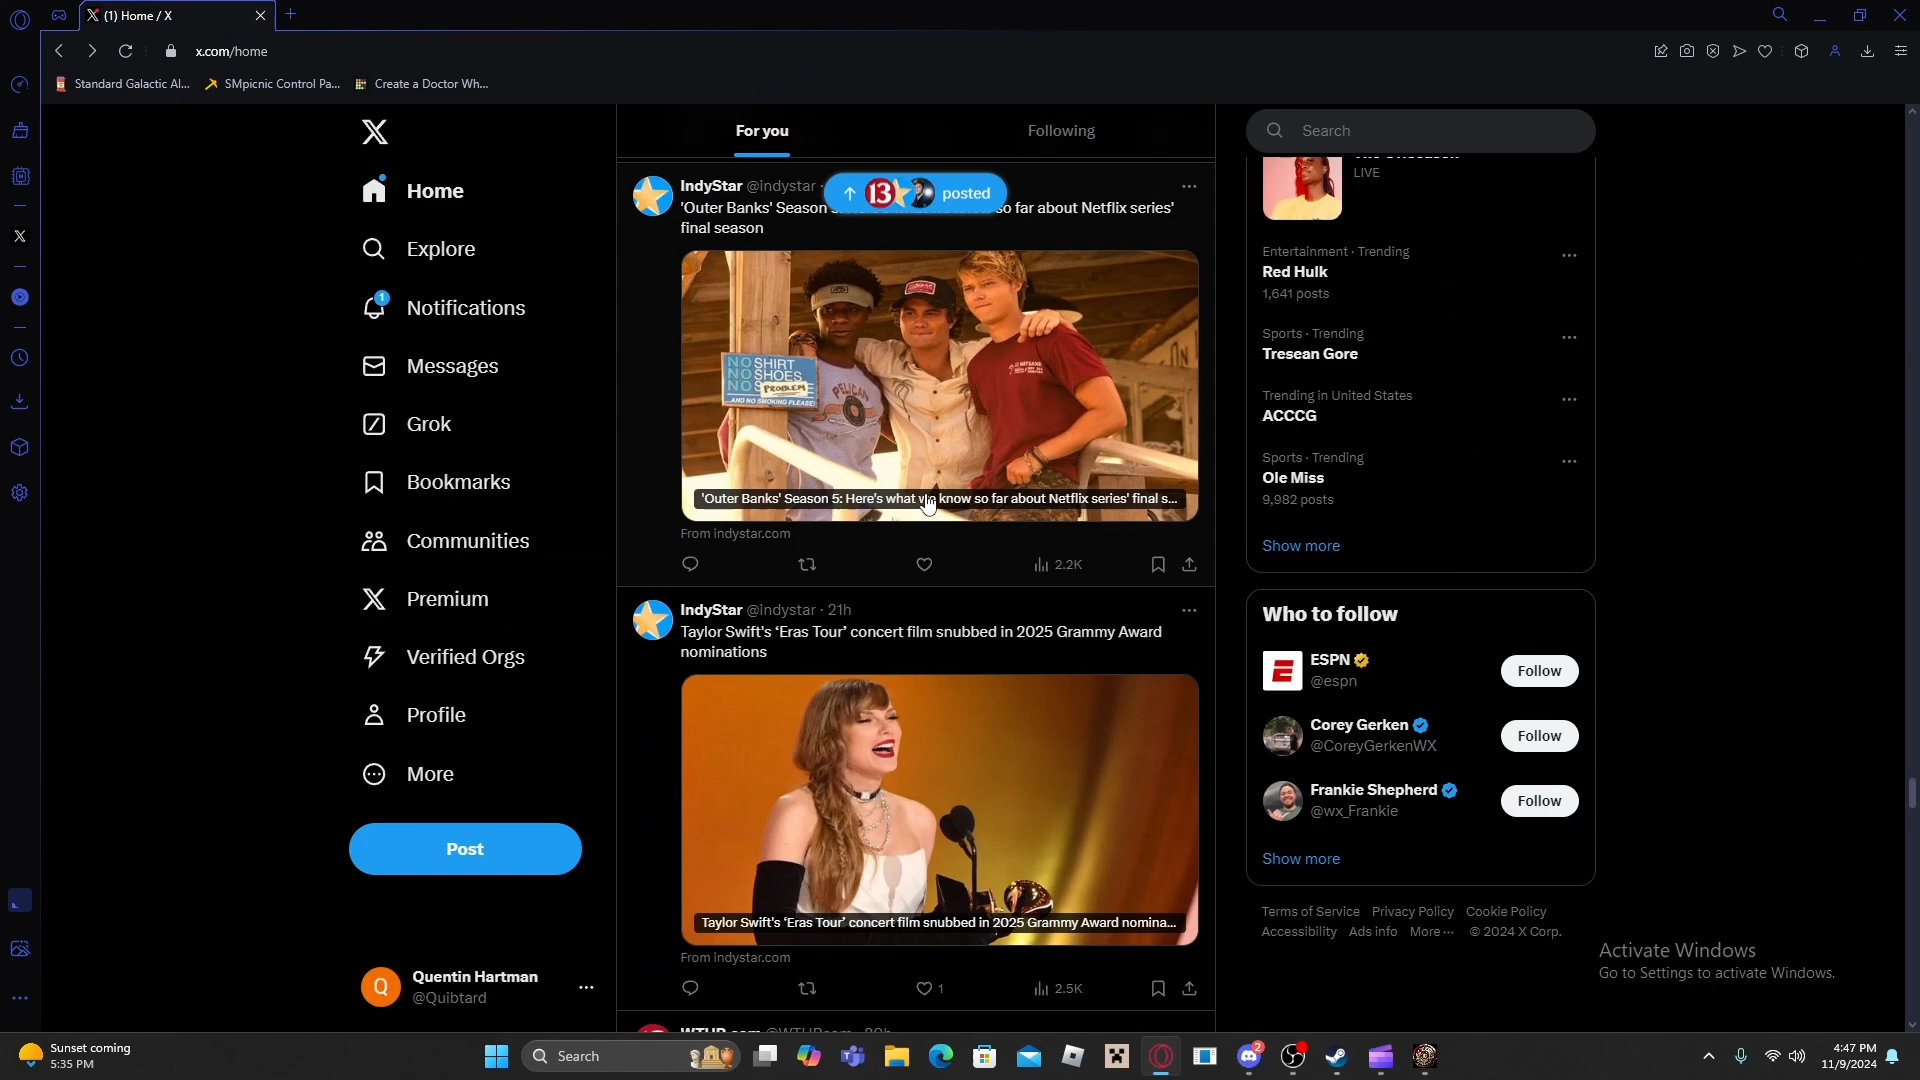 (1) Home / X
x.com/home
Standard Galactic Al...
SMpicnic Control Pa...
Create a Doctor Wh...
Home
Explore
1
Notifications
Messages
Grok
Bookmarks
Communities
Premium
Verified Orgs
Profile
More
Post
Q
Quentin Hartman
@Quibtard
For you
Following
IndyStar @indystar ·
13 posted
'Outer Banks' Season
so far about Netflix series'
final season
NO SHIRT
NO SHOES
NO
PROBLEM
...AND NO SMOKING PLEASE!
PELICAN
'Outer Banks' Season 5: Here's what we know so far about Netflix series' final s...
From indystar.com
2.2K
IndyStar @indystar · 21h
Taylor Swift's ‘Eras Tour’ concert film snubbed in 2025 Grammy Award
nominations
Taylor Swift's ‘Eras Tour’ concert film snubbed in 2025 Grammy Award nomina...
From indystar.com
1
2.5K
Search
LIVE
Entertainment · Trending
Red Hulk
1,641 posts
Sports · Trending
Tresean Gore
Trending in United States
ACCCG
Sports · Trending
Ole Miss
9,982 posts
Show more
Who to follow
ESPN
@espn
Follow
Corey Gerken
@CoreyGerkenWX
Follow
Frankie Shepherd
@wx_Frankie
Follow
Show more
Terms of Service Privacy Policy Cookie Policy
Accessibility Ads info More ··· © 2024 X Corp.
Activate Windows
Go to Settings to activate Windows.
Sunset coming
5:35 PM
Search
2
4:47 PM
11/9/2024